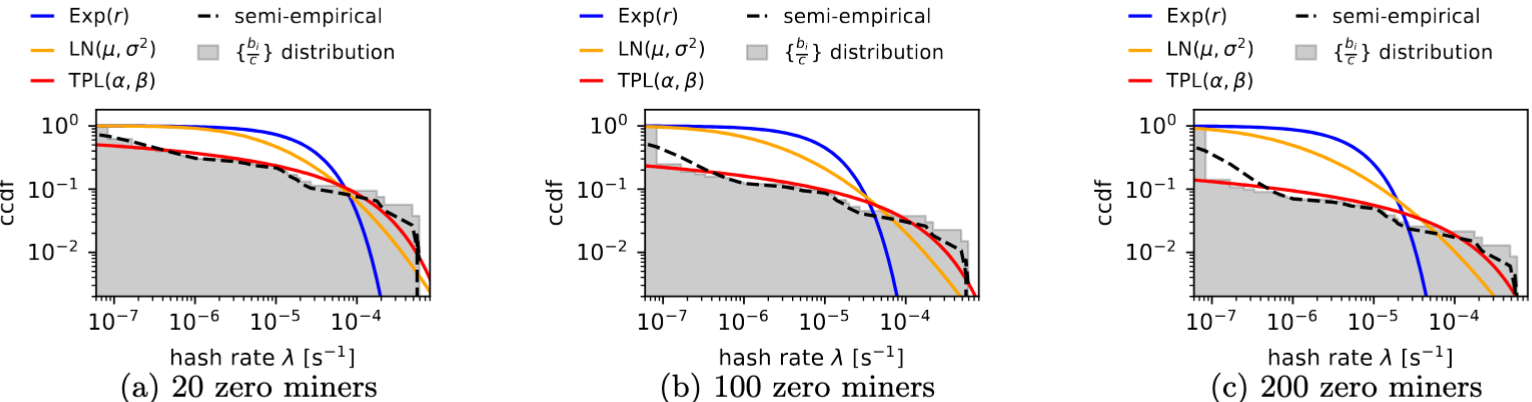 Exp(r) semi-empirical
LN(μ, σ²) {bᵢ/c} distribution
TPL(α, β)
10⁰
10⁻¹
10⁻²
ccdf
10⁻⁷ 10⁻⁶ 10⁻⁵ 10⁻⁴
hash rate λ [s⁻¹]
(a) 20 zero miners
Exp(r) semi-empirical
LN(μ, σ²) {bᵢ/c} distribution
TPL(α, β)
10⁰
10⁻¹
10⁻²
ccdf
10⁻⁷ 10⁻⁶ 10⁻⁵ 10⁻⁴
hash rate λ [s⁻¹]
(b) 100 zero miners
Exp(r) semi-empirical
LN(μ, σ²) {bᵢ/c} distribution
TPL(α, β)
10⁰
10⁻¹
10⁻²
ccdf
10⁻⁷ 10⁻⁶ 10⁻⁵ 10⁻⁴
hash rate λ [s⁻¹]
(c) 200 zero miners